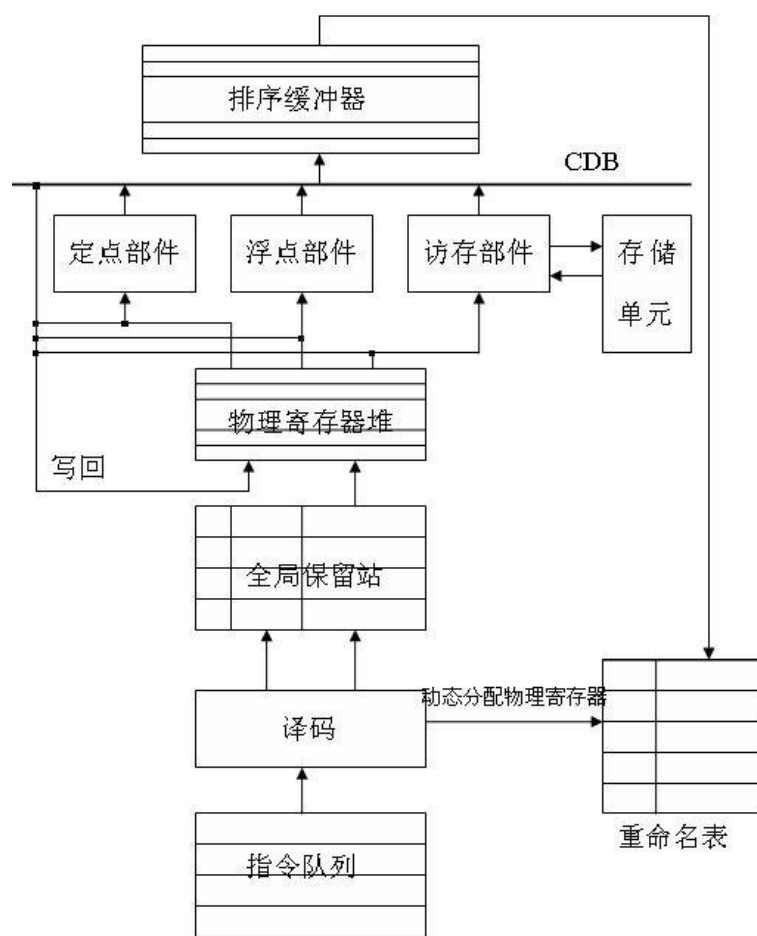 排序缓冲器
CDB
定点部件
浮点部件
访存部件
存储
单元
物理寄存器堆
写回
全局保留站
动态分配物理寄存器
译码
重命名表
指令队列